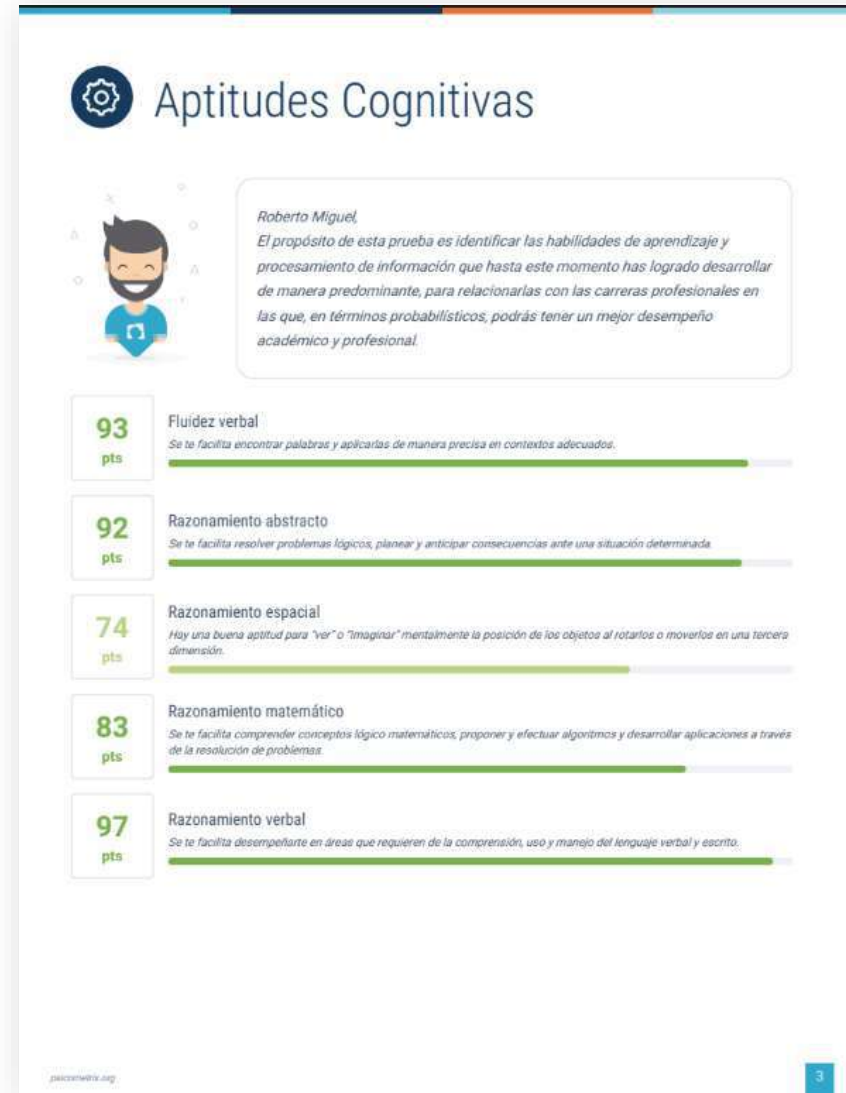 Aptitudes Cognitivas
Roberto Miguel,
El propósito de esta prueba es identificar las habilidades de aprendizaje y
procesamiento de información que hasta este momento has logrado desarrollar
de manera predominante, para relacionarlas con las carreras profesionales en
las que, en términos probabilísticos, podrás tener un mejor desempeño
académico y profesional.
93
pts
Fluidez verbal
Se te facilita encontrar palabras y aplicarlas de manera precisa en contextos adecuados.
92
pts
Razonamiento abstracto
Se te facilita resolver problemas lógicos, planear y anticipar consecuencias ante una situación determinada.
74
pts
Razonamiento espacial
Hay una buena aptitud para "ver" o "imaginar" mentalmente la posición de los objetos al rotarlos o moverlos en una tercera
dimensión.
83
pts
Razonamiento matemático
Se te facilita comprender conceptos lógico matemáticos, proponer y efectuar algoritmos y desarrollar aplicaciones a través
de la resolución de problemas.
97
pts
Razonamiento verbal
Se te facilita desempeñarte en áreas que requieren de la comprensión, uso y manejo del lenguaje verbal y escrito.
psicometrix.org
3